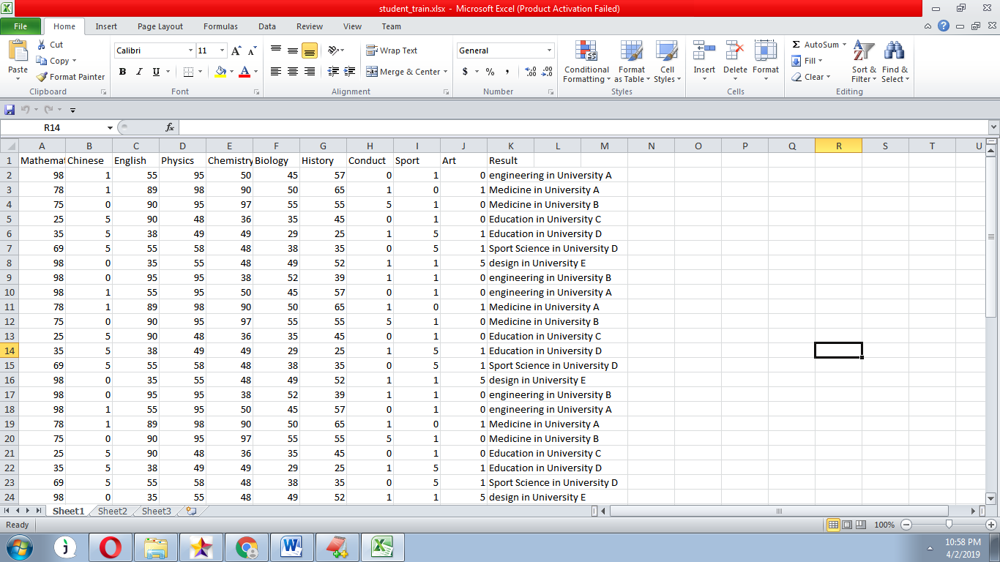 student_train.xlsx - Microsoft Excel (Product Activation Failed)
File Home Insert Page Layout Formulas Data Review View Team
Paste Cut Copy Format Painter Clipboard
Calibri 11 A A B I U A Font
Wrap Text Merge & Center Alignment
General $ % , .0 .00 .00 .0 Number
Conditional Formatting Format as Table Cell Styles Styles
Insert Delete Format Cells
Σ AutoSum Fill Clear Sort & Filter Find & Select Editing
R14 fx
A B C D E F G H I J K L M N O P Q R S T U
1 Mathemat Chinese English Physics Chemistry Biology History Conduct Sport Art Result
2 98 1 55 95 50 45 57 0 1 0 engineering in University A
3 78 1 89 98 90 50 65 1 0 1 Medicine in University A
4 75 0 90 95 97 55 55 5 1 0 Medicine in University B
5 25 5 90 48 36 35 45 0 1 0 Education in University C
6 35 5 38 49 49 29 25 1 5 1 Education in University D
7 69 5 55 58 48 38 35 0 5 1 Sport Science in University D
8 98 0 35 55 48 49 52 1 1 5 design in University E
9 98 0 95 95 38 52 39 1 1 0 engineering in University B
10 98 1 55 95 50 45 57 0 1 0 engineering in University A
11 78 1 89 98 90 50 65 1 0 1 Medicine in University A
12 75 0 90 95 97 55 55 5 1 0 Medicine in University B
13 25 5 90 48 36 35 45 0 1 0 Education in University C
14 35 5 38 49 49 29 25 1 5 1 Education in University D
15 69 5 55 58 48 38 35 0 5 1 Sport Science in University D
16 98 0 35 55 48 49 52 1 1 5 design in University E
17 98 0 95 95 38 52 39 1 1 0 engineering in University B
18 98 1 55 95 50 45 57 0 1 0 engineering in University A
19 78 1 89 98 90 50 65 1 0 1 Medicine in University A
20 75 0 90 95 97 55 55 5 1 0 Medicine in University B
21 25 5 90 48 36 35 45 0 1 0 Education in University C
22 35 5 38 49 49 29 25 1 5 1 Education in University D
23 69 5 55 58 48 38 35 0 5 1 Sport Science in University D
24 98 0 35 55 48 49 52 1 1 5 design in University E
Sheet1 Sheet2 Sheet3
Ready 100%
10:58 PM
4/2/2019